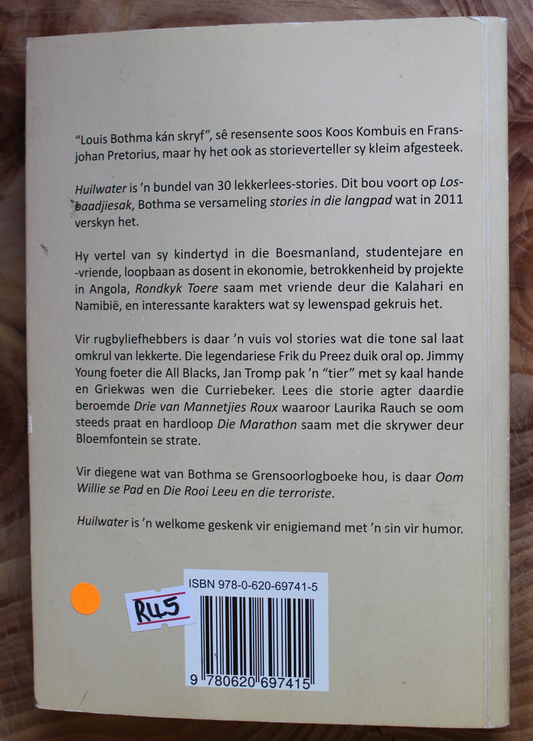 “Louis Bothma kán skryf”, sê resensente soos Koos Kombuis en Frans-
johan Pretorius, maar hy het ook as storieverteller sy kleim afgesteek.
Huilwater is ’n bundel van 30 lekkerlees-stories. Dit bou voort op Los-
baadjiesak, Bothma se versameling stories in die langpad wat in 2011
verskyn het.
Hy vertel van sy kindertyd in die Boesmanland, studentejare en
-vriende, loopbaan as dosent in ekonomie, betrokkenheid by projekte
in Angola, Rondkyk Toere saam met vriende deur die Kalahari en
Namibië, en interessante karakters wat sy lewenspad gekruis het.
Vir rugbyliefhebbers is daar ’n vuis vol stories wat die tone sal laat
omkrul van lekkerte. Die legendariese Frik du Preez duik oral op. Jimmy
Young foeter die All Blacks, Jan Tromp pak ’n “tier” met sy kaal hande
en Griekwas wen die Curriebeker. Lees die storie agter daardie
beroemde Drie van Mannetjies Roux waaroor Laurika Rauch se oom
steeds praat en hardloop Die Marathon saam met die skrywer deur
Bloemfontein se strate.
Vir diegene wat van Bothma se Grensoorlogboeke hou, is daar Oom
Willie se Pad en Die Rooi Leeu en die terroriste.
Huilwater is ’n welkome geskenk vir enigiemand met ’n sin vir humor.
ISBN 978-0-620-69741-5
R45
9 780620 697415